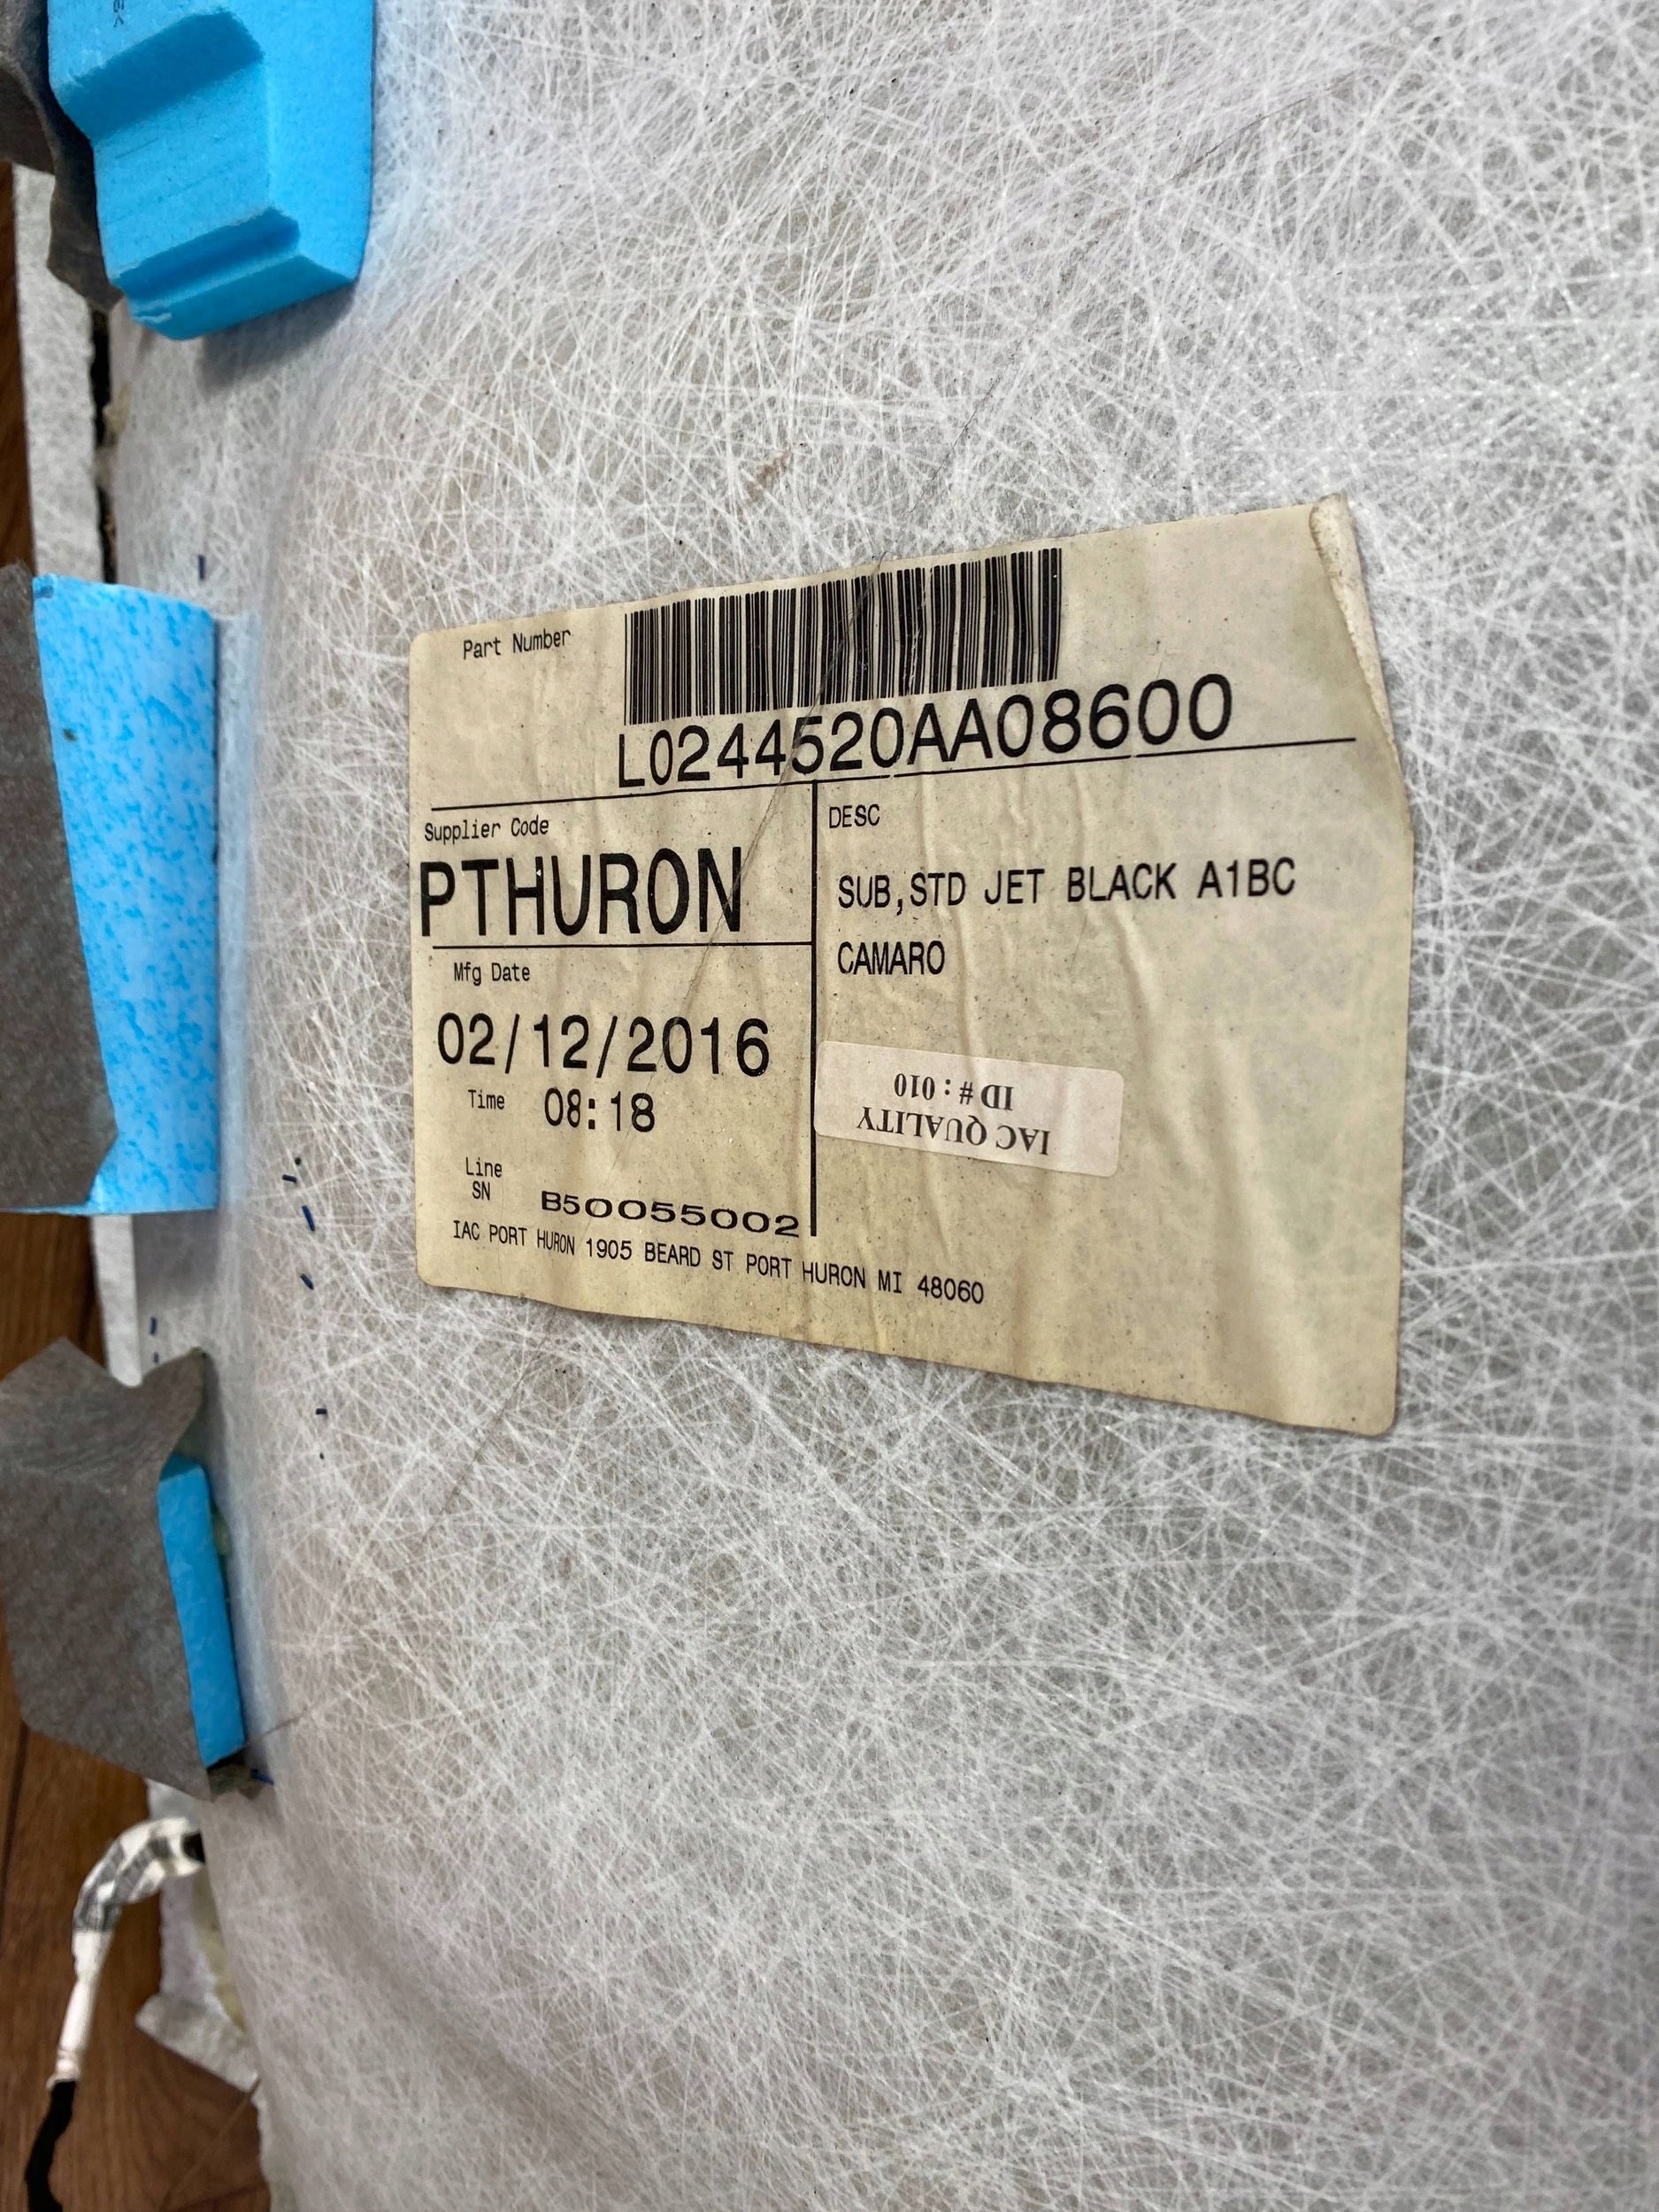 Part Number
L0244520AA08600
Supplier Code
PTHURON
DESC
SUB,STD JET BLACK A1BC
CAMARO
Mfg Date
02/12/2016
Time 08:18
Line
SN B50055002
IAC QUALITY
ID # : 010
IAC PORT HURON 1905 BEARD ST PORT HURON MI 48060